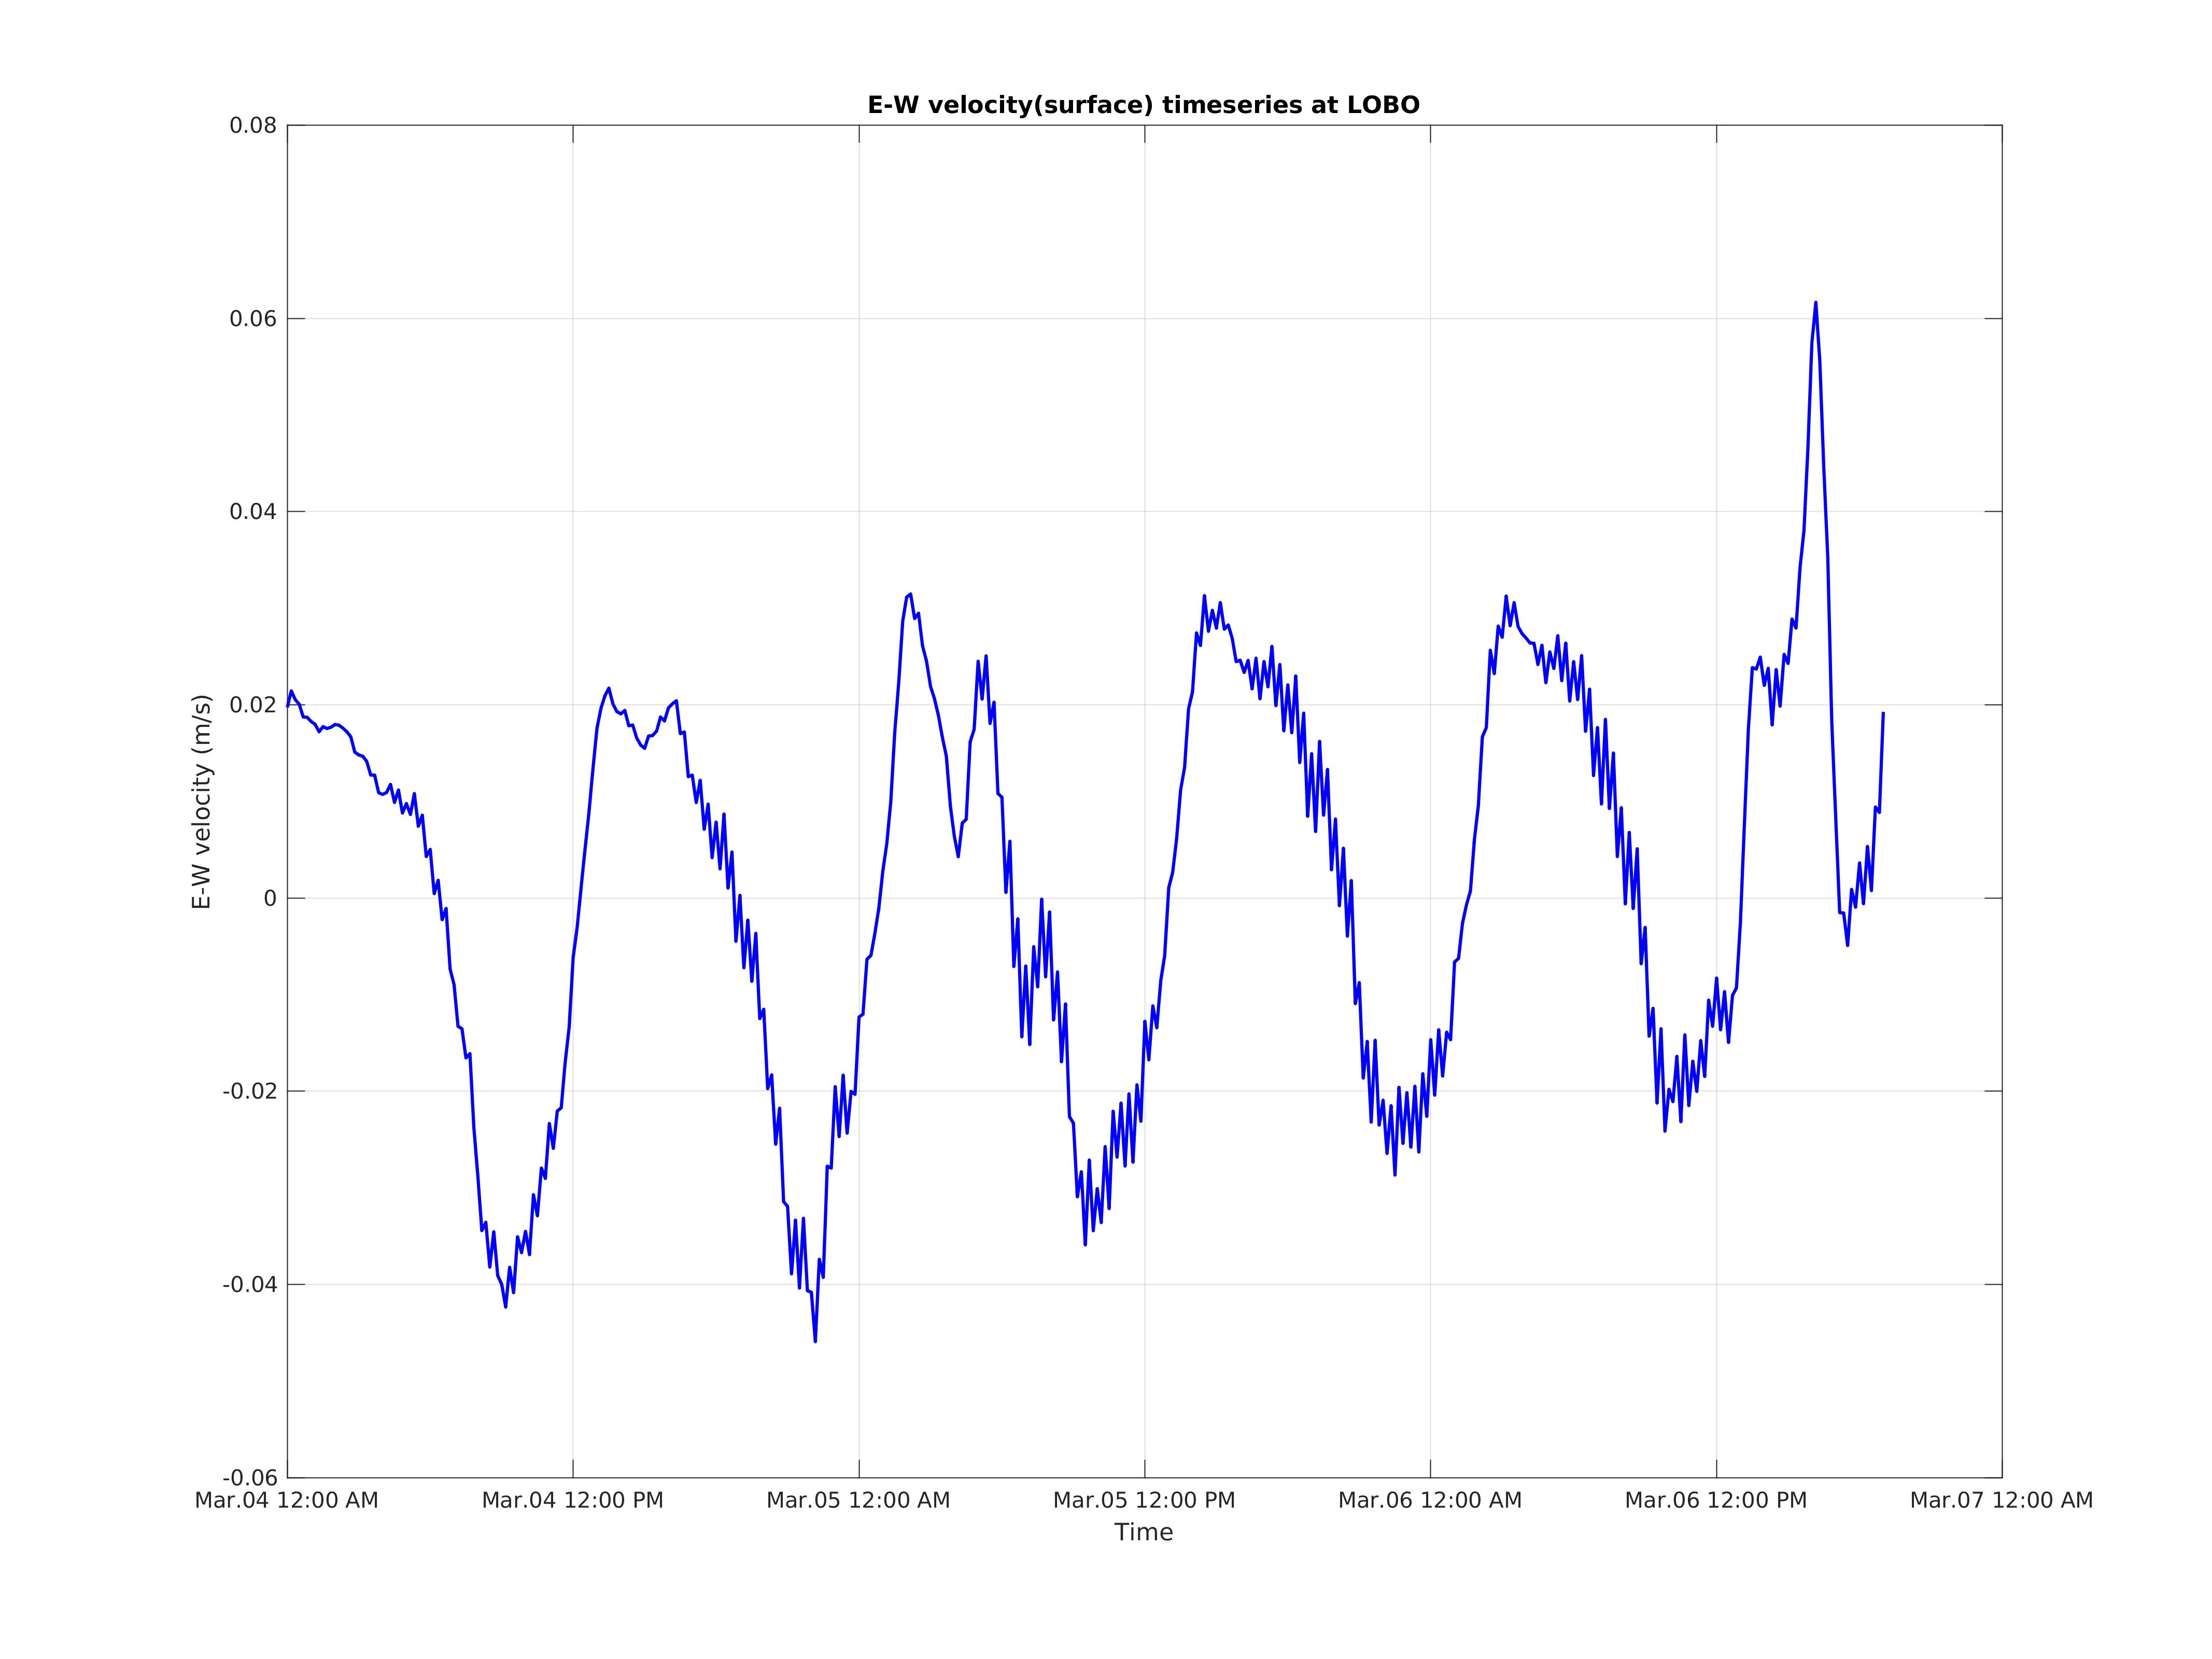 E-W velocity(surface) timeseries at LOBO
0.08
0.06
0.04
0.02
0
-0.02
-0.04
-0.06
E-W velocity (m/s)
Mar.04 12:00 AM
Mar.04 12:00 PM
Mar.05 12:00 AM
Mar.05 12:00 PM
Mar.06 12:00 AM
Mar.06 12:00 PM
Mar.07 12:00 AM
Time